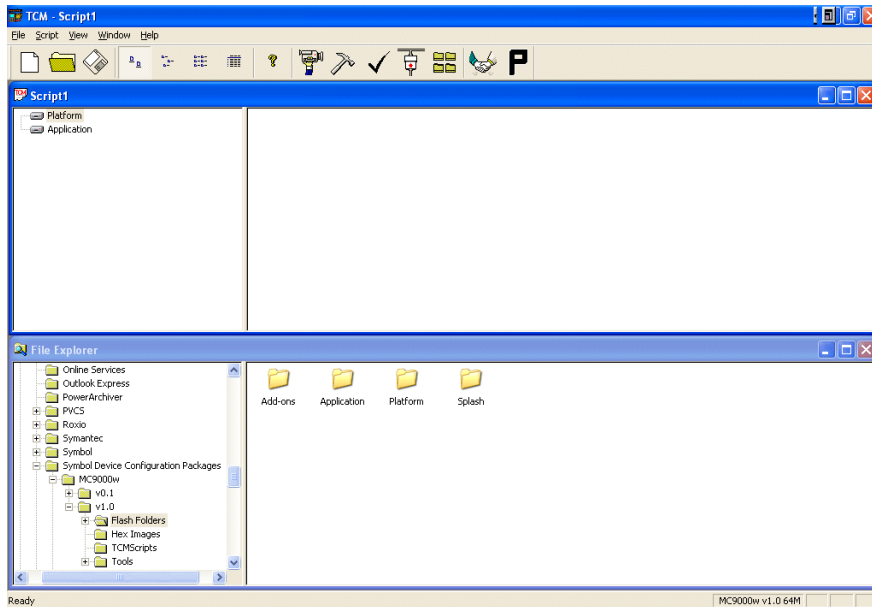 TCM - Script1
File Script View Window Help
Script1
Platform
Application
File Explorer
Online Services
Outlook Express
PowerArchiver
PVCS
Roxio
Symantec
Symbol
Symbol Device Configuration Packages
MC9000w
v0.1
v1.0
Flash Folders
Hex Images
TCMScripts
Tools
Add-ons Application Platform Splash
Ready MC9000w v1.0 64M